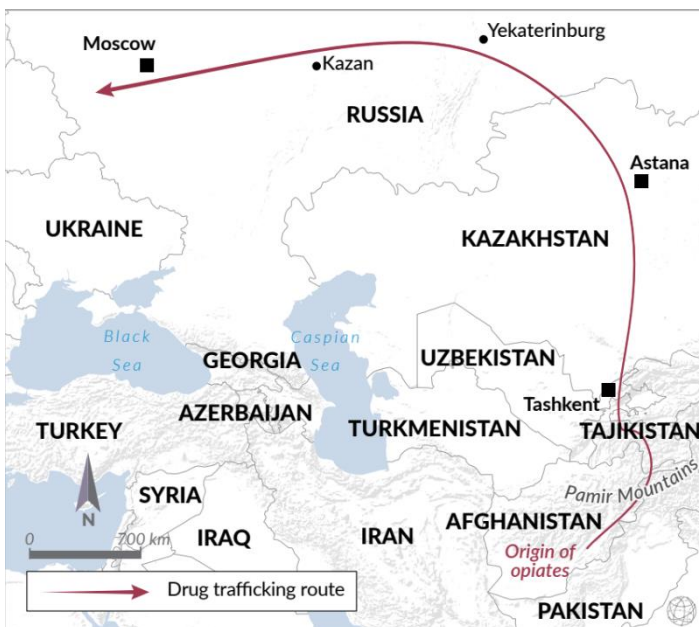 Yekaterinburg
Moscow
Kazan
RUSSIA
Astana
UKRAINE
KAZAKHSTAN
Black
Sea
Caspian
Sea
GEORGIA
UZBEKISTAN
AZERBAIJAN
Tashkent
TURKEY
TURKMENISTAN
TAJIKISTAN
Pamir Mountains
N
SYRIA
AFGHANISTAN
0 700 km
IRAQ
IRAN
Origin of
opiates
Drug trafficking route
PAKISTAN